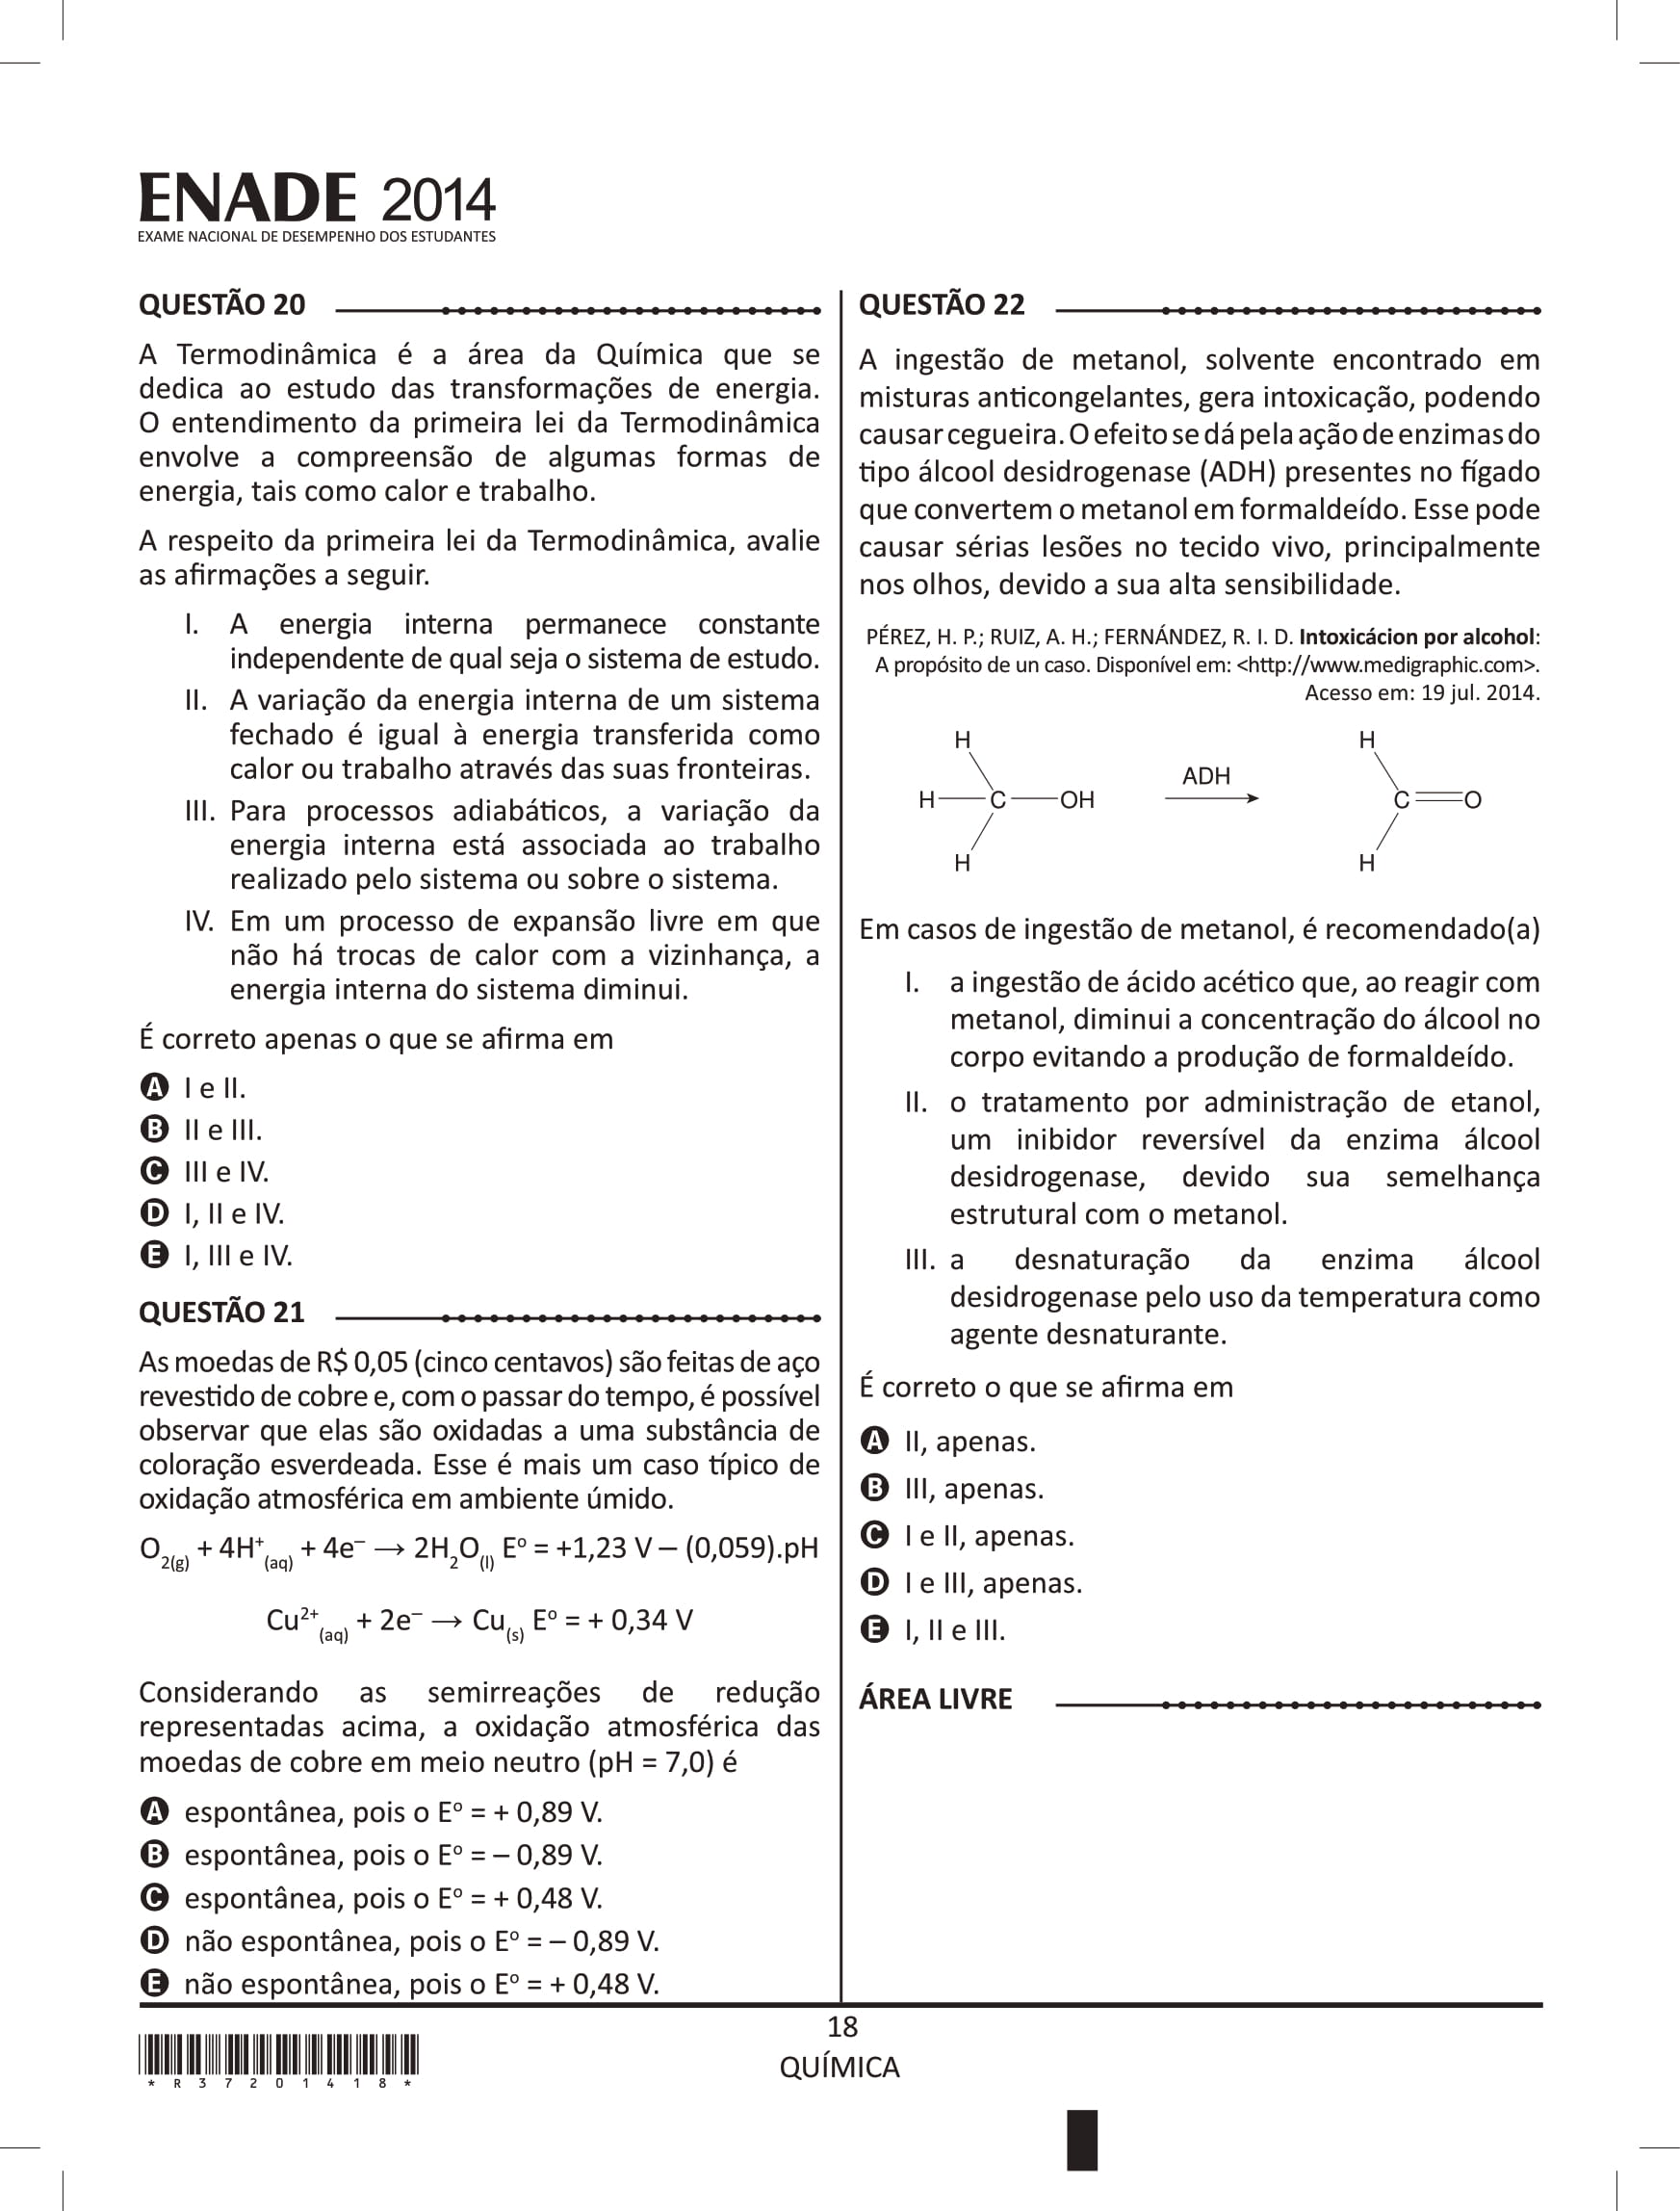 ENADE 2014
EXAME NACIONAL DE DESEMPENHO DOS ESTUDANTES
QUESTÃO 20
A Termodinâmica é a área da Química que se
dedica ao estudo das transformações de energia.
O entendimento da primeira lei da Termodinâmica
envolve a compreensão de algumas formas de
energia, tais como calor e trabalho.
A respeito da primeira lei da Termodinâmica, avalie
as afirmações a seguir.
I. A energia interna permanece constante
independente de qual seja o sistema de estudo.
II. A variação da energia interna de um sistema
fechado é igual à energia transferida como
calor ou trabalho através das suas fronteiras.
III. Para processos adiabáticos, a variação da
energia interna está associada ao trabalho
realizado pelo sistema ou sobre o sistema.
IV. Em um processo de expansão livre em que
não há trocas de calor com a vizinhança, a
energia interna do sistema diminui.
É correto apenas o que se afirma em
A I e II.
B II e III.
C III e IV.
D I, II e IV.
E I, III e IV.
QUESTÃO 21
As moedas de R$ 0,05 (cinco centavos) são feitas de aço
revestido de cobre e, com o passar do tempo, é possível
observar que elas são oxidadas a uma substância de
coloração esverdeada. Esse é mais um caso típico de
oxidação atmosférica em ambiente úmido.
O2(g) + 4H+(aq) + 4e– → 2H2O(l) Eº = +1,23 V – (0,059).pH
Cu2+(aq) + 2e– → Cu(s) Eº = + 0,34 V
Considerando as semirreações de redução
representadas acima, a oxidação atmosférica das
moedas de cobre em meio neutro (pH = 7,0) é
A espontânea, pois o Eº = + 0,89 V.
B espontânea, pois o Eº = – 0,89 V.
C espontânea, pois o Eº = + 0,48 V.
D não espontânea, pois o Eº = – 0,89 V.
E não espontânea, pois o Eº = + 0,48 V.
QUESTÃO 22
A ingestão de metanol, solvente encontrado em
misturas anticongelantes, gera intoxicação, podendo
causar cegueira. O efeito se dá pela ação de enzimas do
tipo álcool desidrogenase (ADH) presentes no fígado
que convertem o metanol em formaldeído. Esse pode
causar sérias lesões no tecido vivo, principalmente
nos olhos, devido a sua alta sensibilidade.
PÉREZ, H. P.; RUIZ, A. H.; FERNÁNDEZ, R. I. D. Intoxicácion por alcohol:
A propósito de un caso. Disponível em: <http://www.medigraphic.com>.
Acesso em: 19 jul. 2014.
H H
ADH
H C OH C O
H H
Em casos de ingestão de metanol, é recomendado(a)
I. a ingestão de ácido acético que, ao reagir com
metanol, diminui a concentração do álcool no
corpo evitando a produção de formaldeído.
II. o tratamento por administração de etanol,
um inibidor reversível da enzima álcool
desidrogenase, devido sua semelhança
estrutural com o metanol.
III. a desnaturação da enzima álcool
desidrogenase pelo uso da temperatura como
agente desnaturante.
É correto o que se afirma em
A II, apenas.
B III, apenas.
C I e II, apenas.
D I e III, apenas.
E I, II e III.
ÁREA LIVRE
18
QUÍMICA
* R 3 7 2 0 1 4 1 8 *